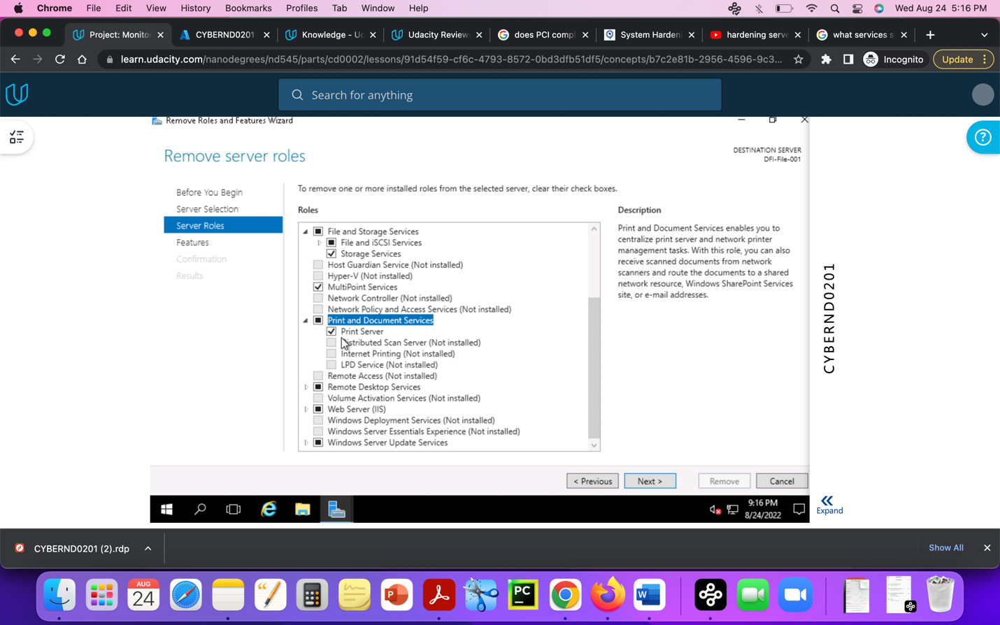 Chrome File Edit View History Bookmarks Profiles Tab Window Help Wed Aug 24 5:16 PM
Project: Monito
CYBERND0201
Knowledge - U
Udacity Review
does PCI compl
System Harden
hardening serve
what services s
learn.udacity.com/nanodegrees/nd545/parts/cd0002/lessons/91d54f59-cf6c-4793-8572-0bd3dfb51df5/concepts/b7c2e81b-2956-4596-9c3...
Incognito
Update
Search for anything
Remove Roles and Features Wizard
Remove server roles
DESTINATION SERVER
DFI-File-001
Before You Begin
Server Selection
Server Roles
Features
Confirmation
Results
To remove one or more installed roles from the selected server, clear their check boxes.
Roles
File and Storage Services
File and iSCSI Services
Storage Services
Host Guardian Service (Not installed)
Hyper-V (Not installed)
MultiPoint Services
Network Controller (Not installed)
Network Policy and Access Services (Not installed)
Print and Document Services
Print Server
Distributed Scan Server (Not installed)
Internet Printing (Not installed)
LPD Service (Not installed)
Remote Access (Not installed)
Remote Desktop Services
Volume Activation Services (Not installed)
Web Server (IIS)
Windows Deployment Services (Not installed)
Windows Server Essentials Experience (Not installed)
Windows Server Update Services
Description
Print and Document Services enables you to
centralize print server and network printer
management tasks. With this role, you can also
receive scanned documents from network
scanners and route the documents to a shared
network resource, Windows SharePoint Services
site, or e-mail addresses.
CYBERND0201
< Previous
Next >
Remove
Cancel
9:16 PM
8/24/2022
Expand
CYBERND0201 (2).rdp
Show All
AUG
24
PC